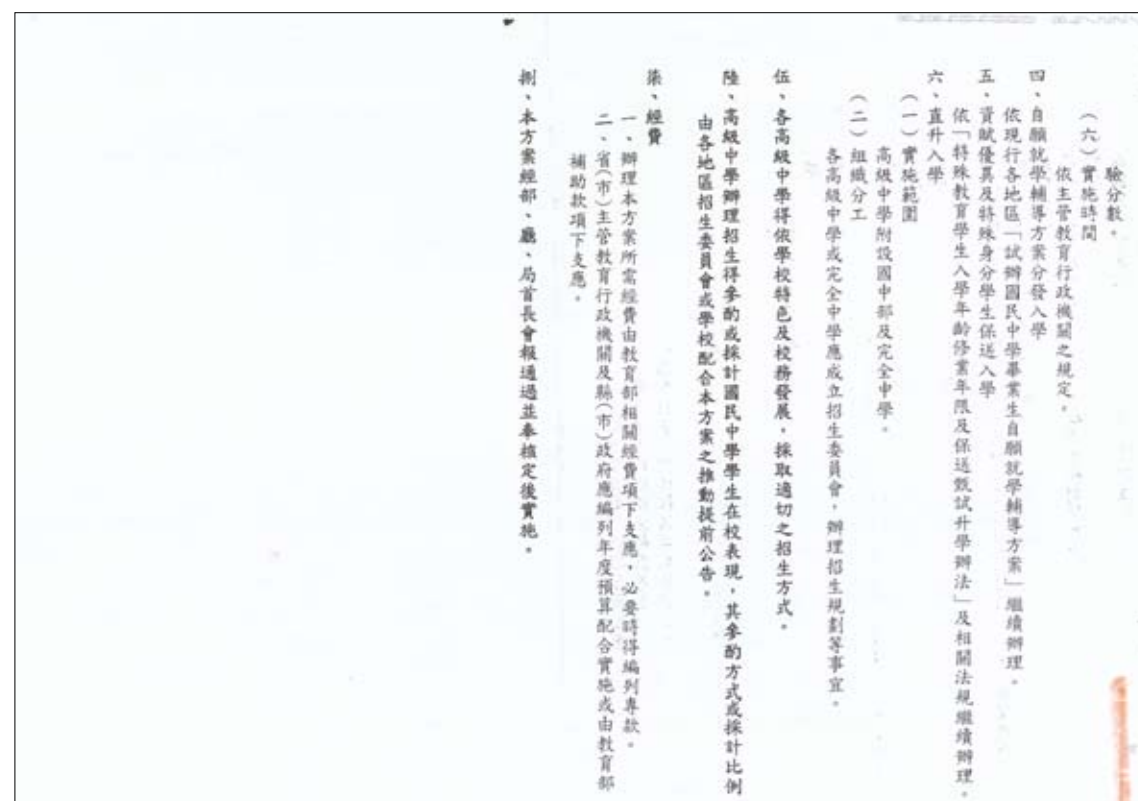 驗分數。
(六)實施時間
依主管教育行政機關之規定。
四、自願就學輔導方案分發入學
依現行各地區「試辦國民中學畢業生自願就學輔導方案」繼續辦理。
五、資賦優異及特殊身分學生保送入學
依「特殊教育學生入學年齡修業年限及保送甄試升學辦法」及相關法規繼續辦理。
六、直升入學
(一)實施範圍
高級中學附設國中部及完全中學。
(二)組織分工
各高級中學或完全中學應成立招生委員會,辦理招生規劃等事宜。
伍、各高級中學得依學校特色及校務發展,採取適切之招生方式。
陸、高級中學辦理招生得參酌或採計國民中學學生在校表現,其參酌方式或採計比例
由各地區招生委員會或學校配合本方案之推動提前公告。
柒、經費
一、辦理本方案所需經費由教育部相關經費項下支應,必要時得編列專款。
二、省(市)主管教育行政機關及縣(市)政府應編列年度預算配合實施或由教育部
補助款項下支應。
捌、本方案經部、廳、局首長會報通過並奉核定後實施。